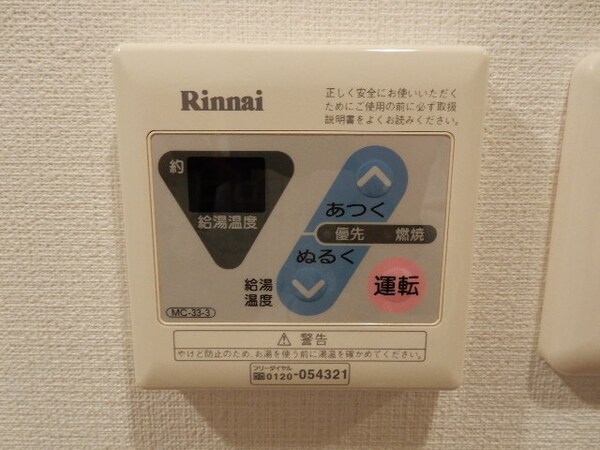 Rinnai
正しく安全にお使いいただく
ためにご使用の前に必ず取扱
説明書をよくお読みください。
約
給湯温度
あつく
優先 燃焼
ぬるく
給湯
温度
運転
MC-33-3
⚠ 警告
やけど防止のため、お湯を使う前に湯温を確かめてください。
フリーダイヤル
0120-054321